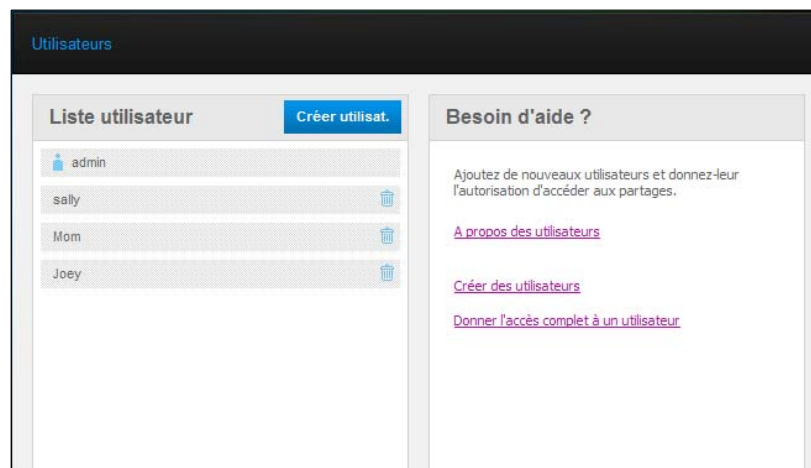 Utilisateurs
Liste utilisateur
Créer utilisat.
admin
sally
Mom
Joey
Besoin d'aide ?
Ajoutez de nouveaux utilisateurs et donnez-leur
l'autorisation d'accéder aux partages.
A propos des utilisateurs
Créer des utilisateurs
Donner l'accès complet à un utilisateur